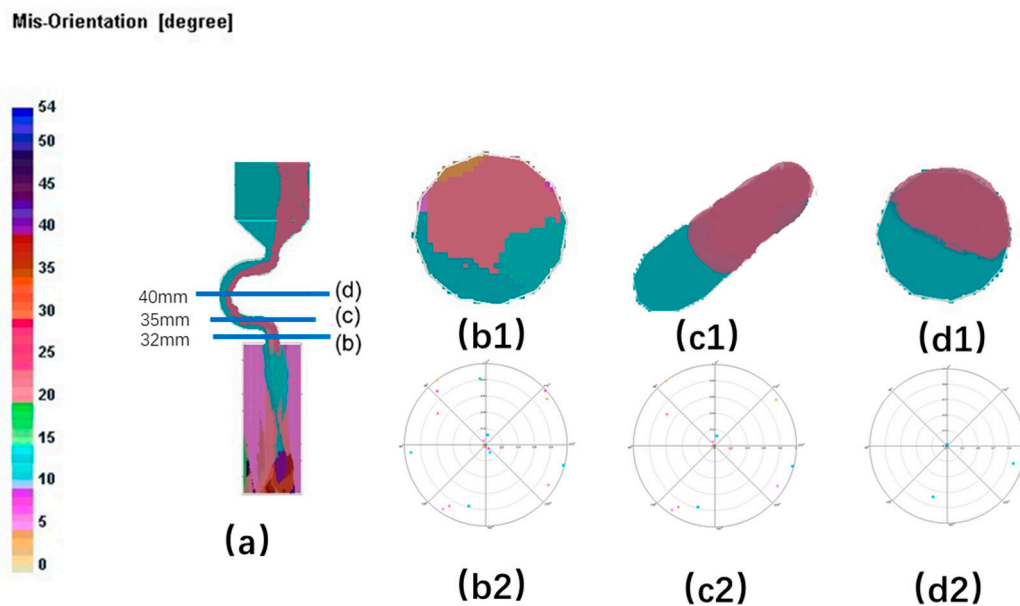 Mis-Orientation [degree]
54
50
45
40
35
30
25
20
15
10
5
0
40mm
35mm
32mm
(d)
(c)
(b)
(a)
(b1)
(c1)
(d1)
(b2)
(c2)
(d2)